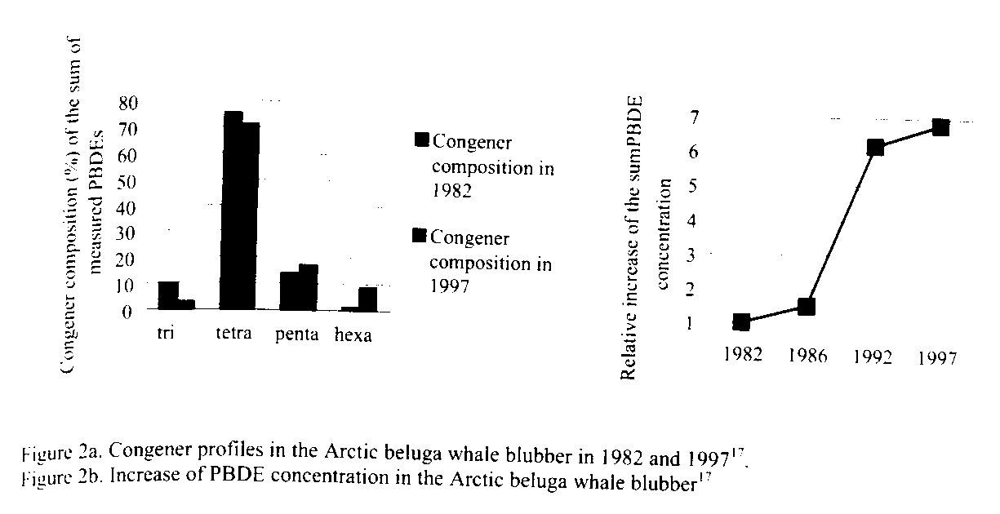 Congener composition (%) of the sum of
measured PBDEs
80
70
60
50
40
30
20
10
0
tri tetra penta hexa
Congener
composition in
1982
Congener
composition in
1997
Relative increase of the sumPBDE
concentration
7
6
5
4
3
2
1
1982 1986 1992 1997
Figure 2a. Congener profiles in the Arctic beluga whale blubber in 1982 and 1997¹⁷.
Figure 2b. Increase of PBDE concentration in the Arctic beluga whale blubber¹⁷